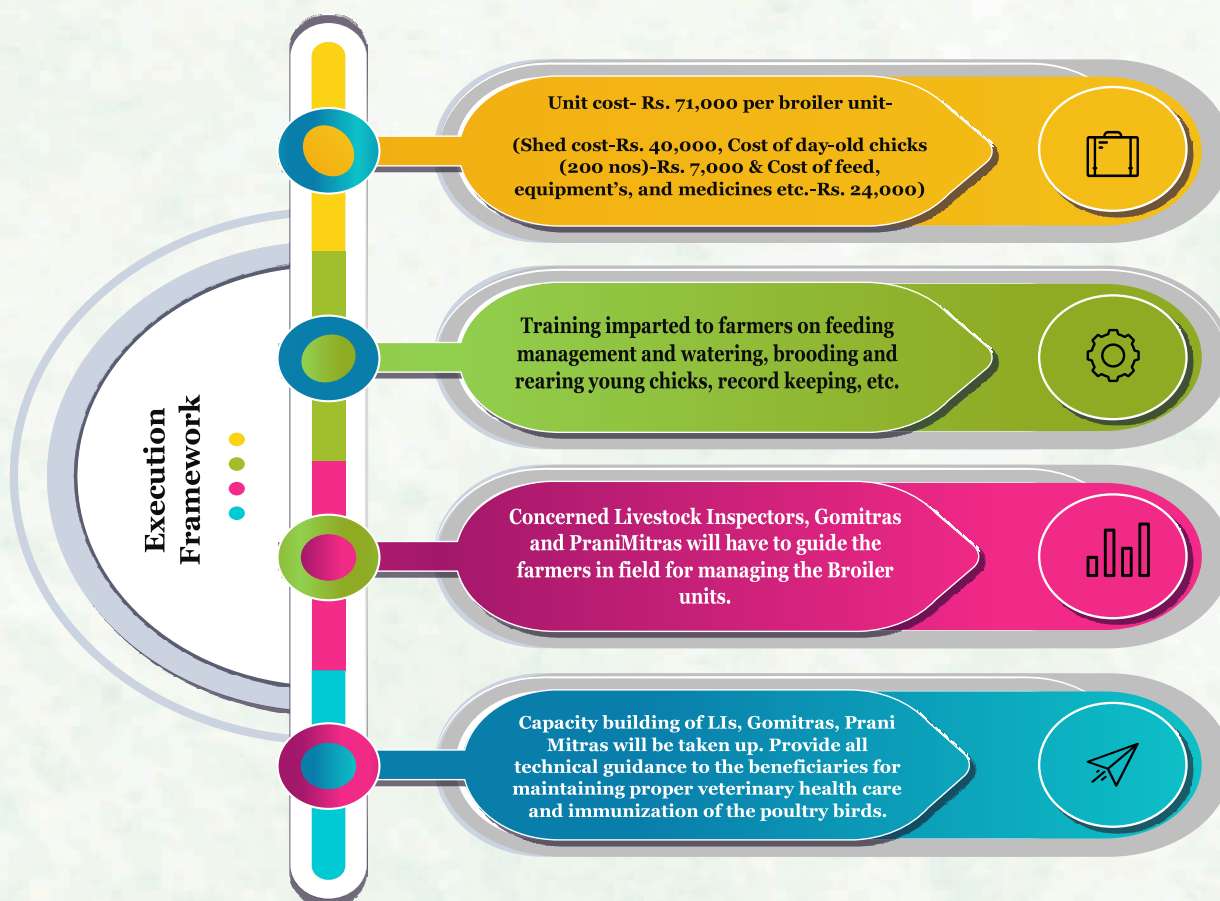 Execution
Framework
Unit cost- Rs. 71,000 per broiler unit-
(Shed cost-Rs. 40,000, Cost of day-old chicks
(200 nos)-Rs. 7,000 & Cost of feed,
equipment's, and medicines etc.-Rs. 24,000)
Training imparted to farmers on feeding
management and watering, brooding and
rearing young chicks, record keeping, etc.
Concerned Livestock Inspectors, Gomitras
and PraniMitras will have to guide the
farmers in field for managing the Broiler
units.
Capacity building of LIs, Gomitras, Prani
Mitras will be taken up. Provide all
technical guidance to the beneficiaries for
maintaining proper veterinary health care
and immunization of the poultry birds.